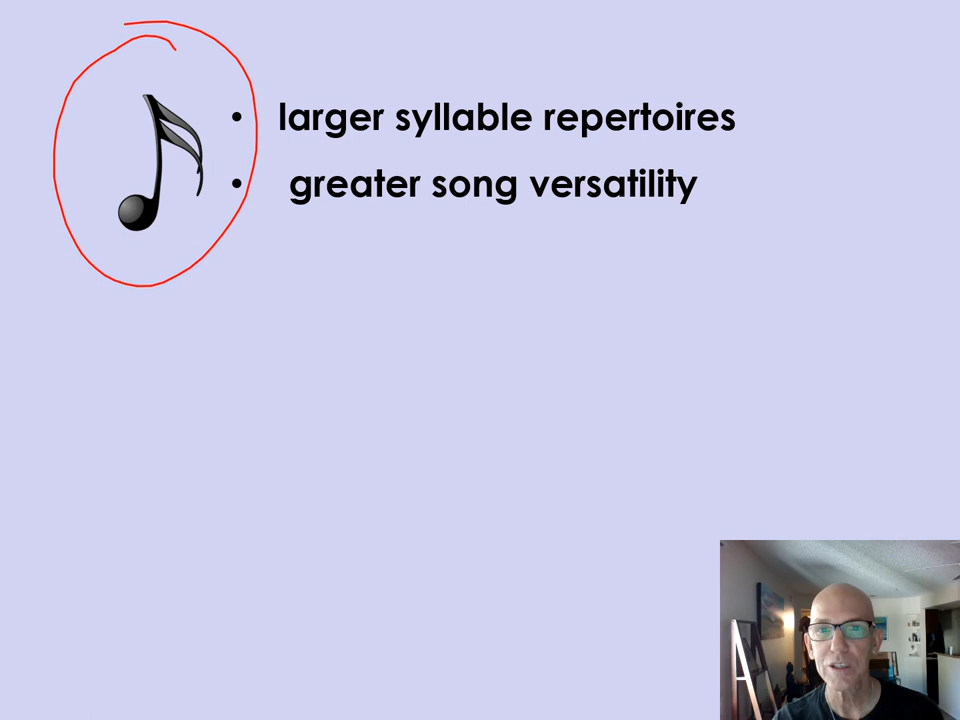 • larger syllable repertoires
• greater song versatility